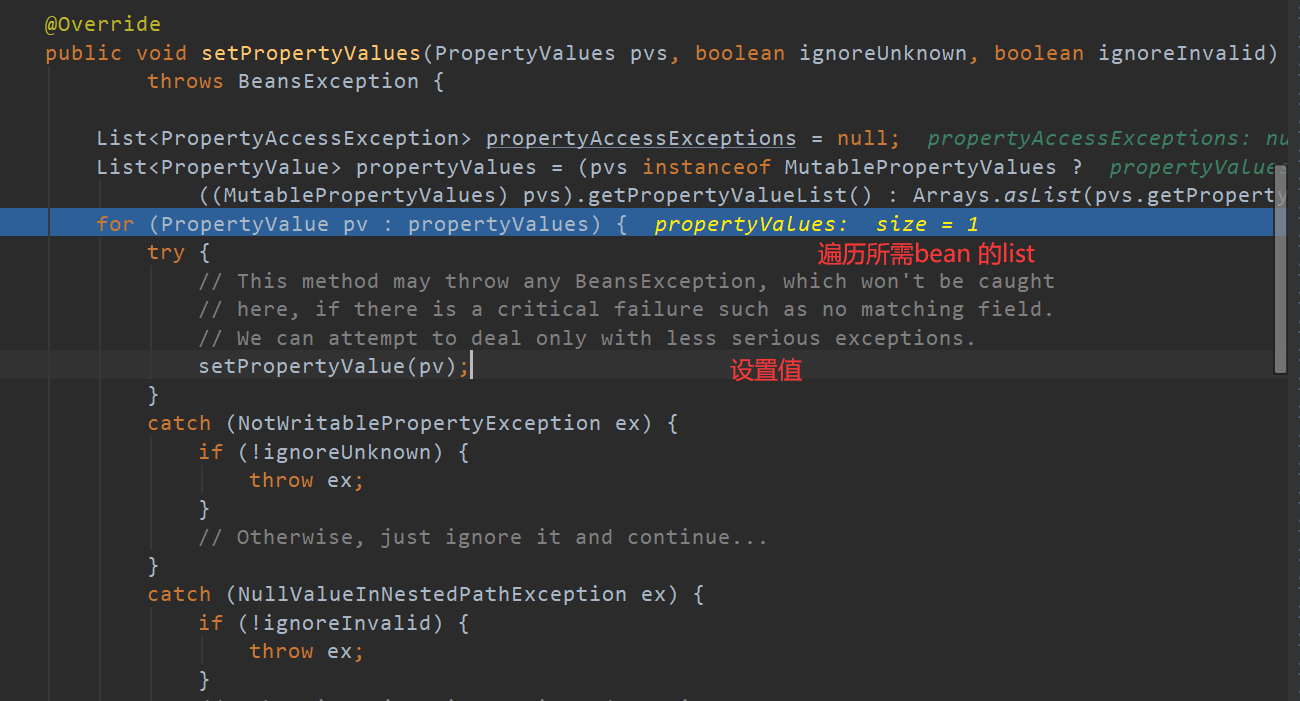 @Override
public void setPropertyValues(PropertyValues pvs, boolean ignoreUnknown, boolean ignoreInvalid)
throws BeansException {
List<PropertyAccessException> propertyAccessExceptions = null; propertyAccessExceptions: nu
List<PropertyValue> propertyValues = (pvs instanceof MutablePropertyValues ? propertyValues
((MutablePropertyValues) pvs).getPropertyValueList() : Arrays.asList(pvs.getProperty
for (PropertyValue pv : propertyValues) { propertyValues: size = 1
遍历所需bean 的list
try {
// This method may throw any BeansException, which won't be caught
// here, if there is a critical failure such as no matching field.
// We can attempt to deal only with less serious exceptions.
setPropertyValue(pv); 设置值
}
catch (NotWritablePropertyException ex) {
if (!ignoreUnknown) {
throw ex;
}
// Otherwise, just ignore it and continue...
}
catch (NullValueInNestedPathException ex) {
if (!ignoreInvalid) {
throw ex;
}